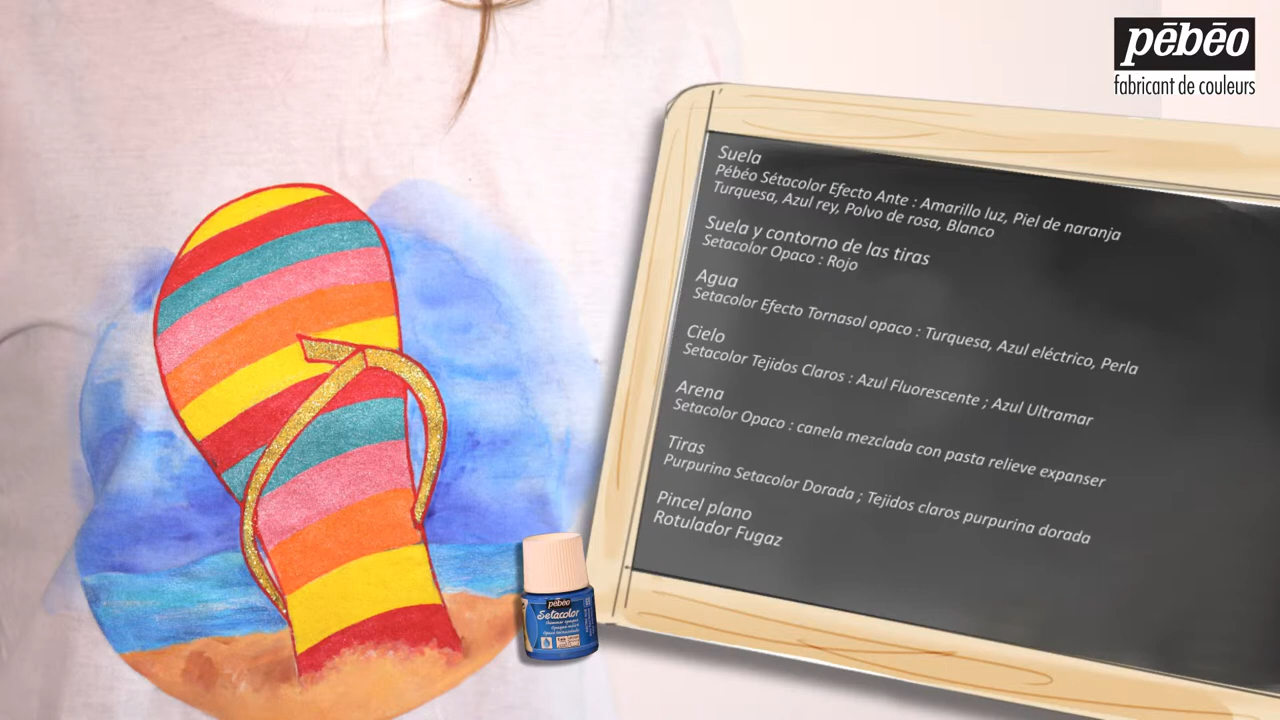 pēbēo
fabricant de couleurs
Suela
Pébéo Sétacolor Efecto Ante : Amarillo luz, Piel de naranja
Turquesa, Azul rey, Polvo de rosa, Blanco
Suela y contorno de las tiras
Setacolor Opaco : Rojo
Agua
Setacolor Efecto Tornasol opaco : Turquesa, Azul eléctrico, Perla
Cielo
Setacolor Tejidos Claros : Azul Fluorescente ; Azul Ultramar
Arena
Setacolor Opaco : canela mezclada con pasta relieve expanser
Tiras
Purpurina Setacolor Dorada ; Tejidos claros purpurina dorada
Pincel plano
Rotulador Fugaz
pēbēo
Setacolor